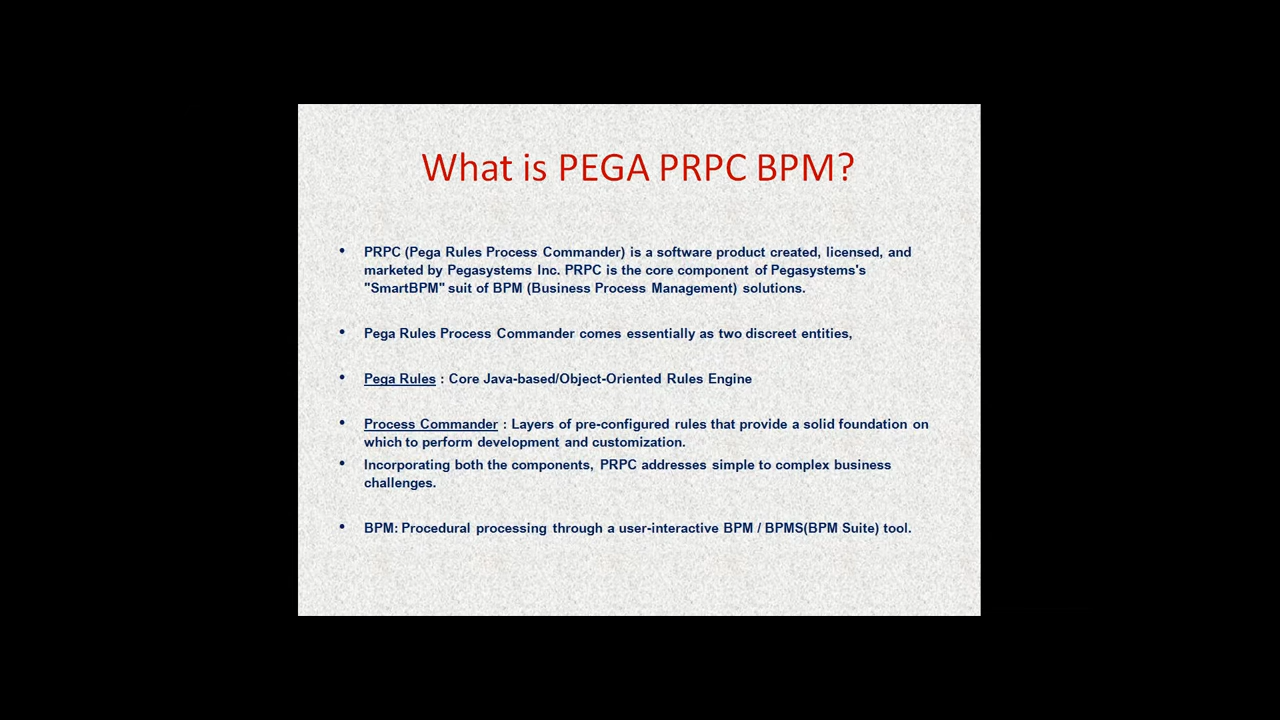 What is PEGA PRPC BPM?
• PRPC (Pega Rules Process Commander) is a software product created, licensed, and
marketed by Pegasystems Inc. PRPC is the core component of Pegasystems's
"SmartBPM" suit of BPM (Business Process Management) solutions.
• Pega Rules Process Commander comes essentially as two discreet entities,
• Pega Rules : Core Java-based/Object-Oriented Rules Engine
• Process Commander : Layers of pre-configured rules that provide a solid foundation on
which to perform development and customization.
• Incorporating both the components, PRPC addresses simple to complex business
challenges.
• BPM: Procedural processing through a user-interactive BPM / BPMS(BPM Suite) tool.